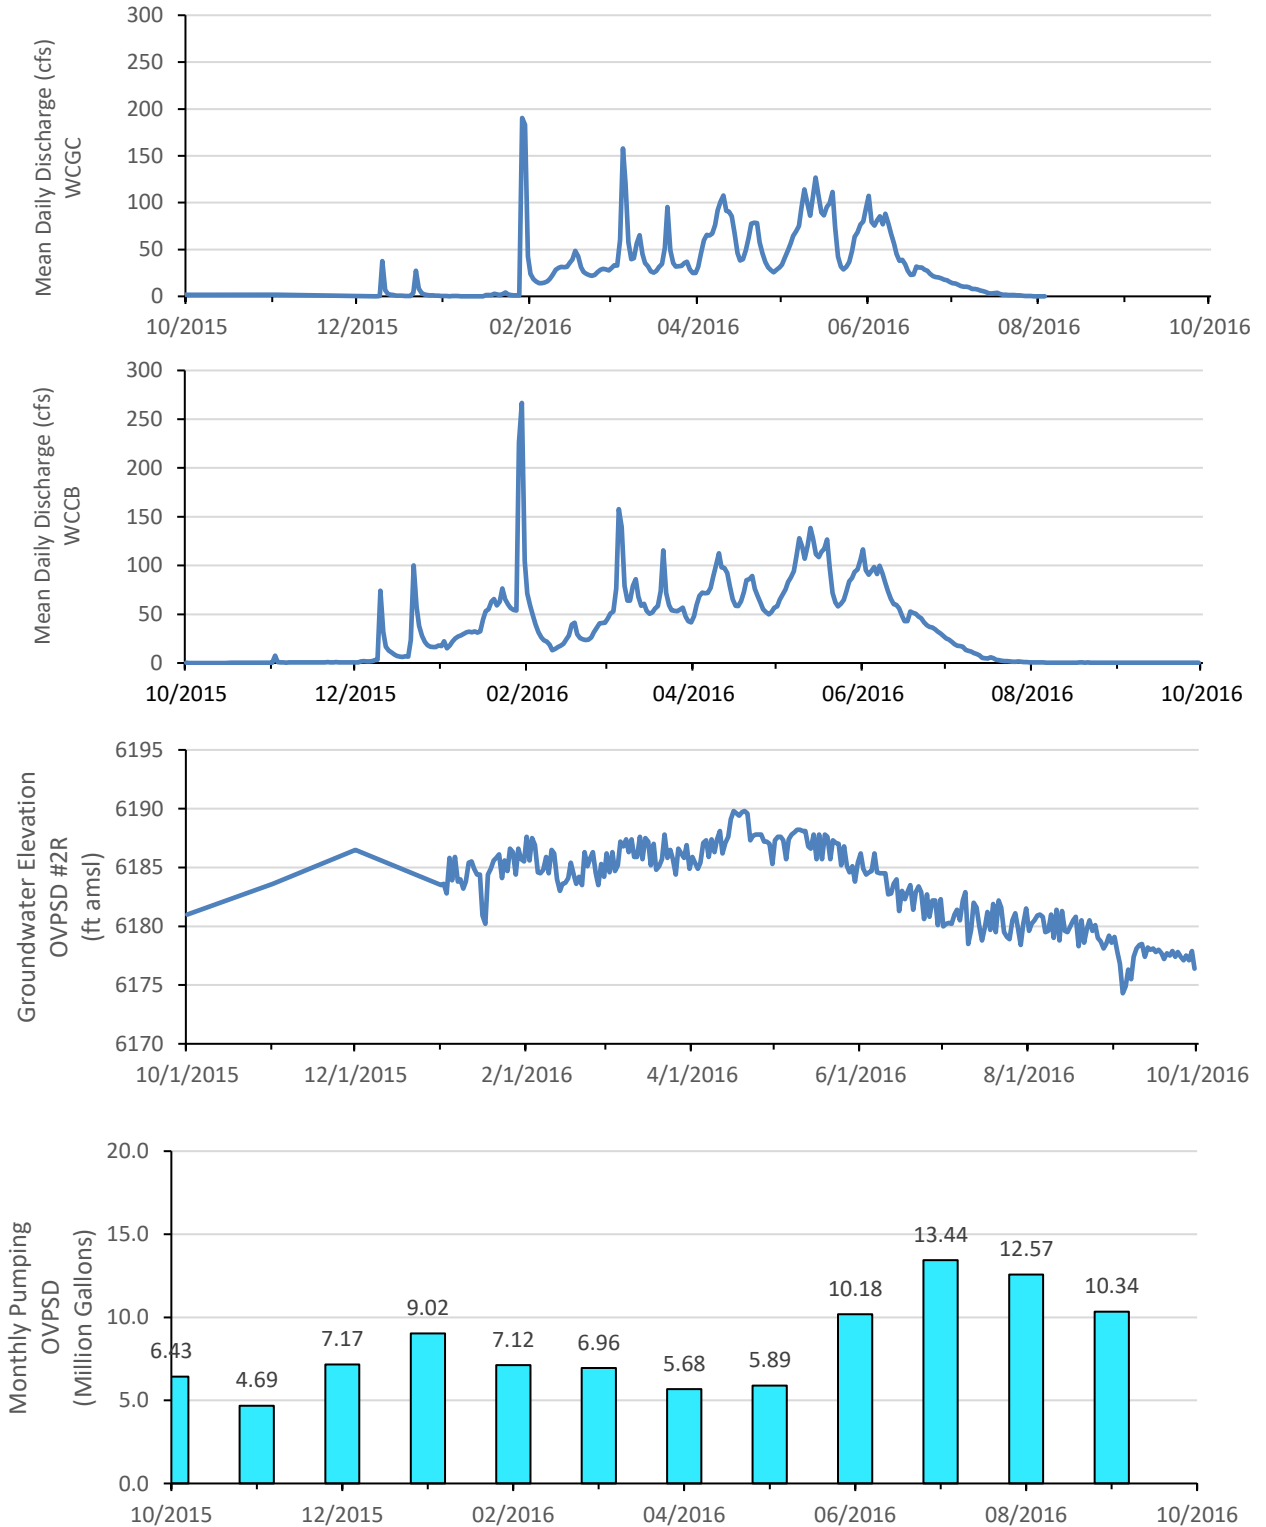 300
250
200
150
100
50
0
Mean Daily Discharge (cfs)
WCGC
10/2015 12/2015 02/2016 04/2016 06/2016 08/2016 10/2016
300
250
200
150
100
50
0
Mean Daily Discharge (cfs)
WCCB
10/2015 12/2015 02/2016 04/2016 06/2016 08/2016 10/2016
6195
6190
6185
6180
6175
6170
Groundwater Elevation
OVPSD #2R
(ft amsl)
10/1/2015 12/1/2015 2/1/2016 4/1/2016 6/1/2016 8/1/2016 10/1/2016
20.0
15.0
10.0
5.0
0.0
Monthly Pumping
OVPSD
(Million Gallons)
6.43 4.69 7.17 9.02 7.12 6.96 5.68 5.89 10.18 13.44 12.57 10.34
10/2015 12/2015 02/2016 04/2016 06/2016 08/2016 10/2016